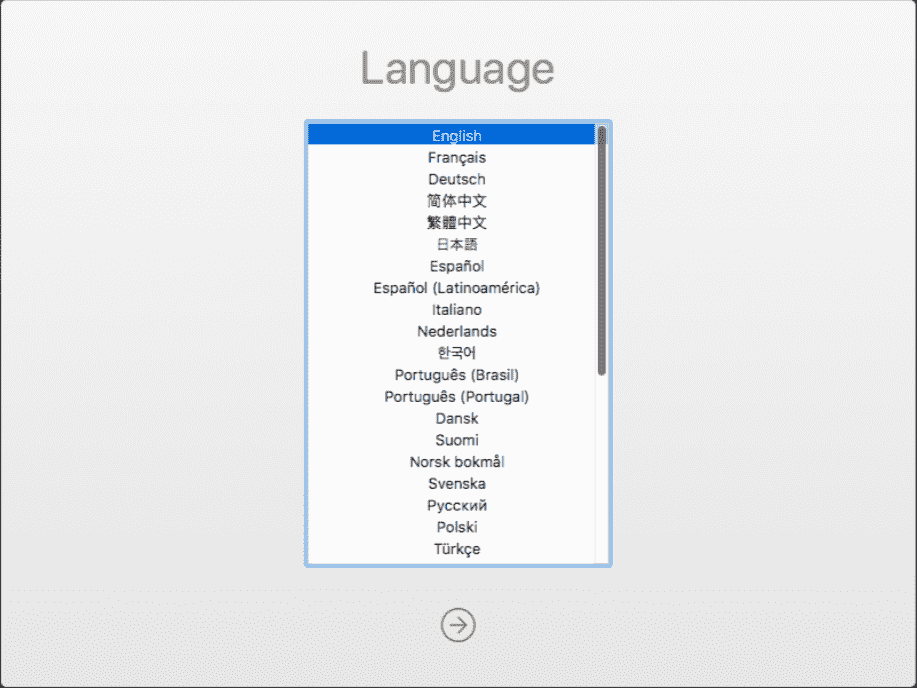 Language
English
Français
Deutsch
简体中文
繁體中文
日本語
Español
Español (Latinoamérica)
Italiano
Nederlands
한국어
Português (Brasil)
Português (Portugal)
Dansk
Suomi
Norsk bokmål
Svenska
Русский
Polski
Türkçe